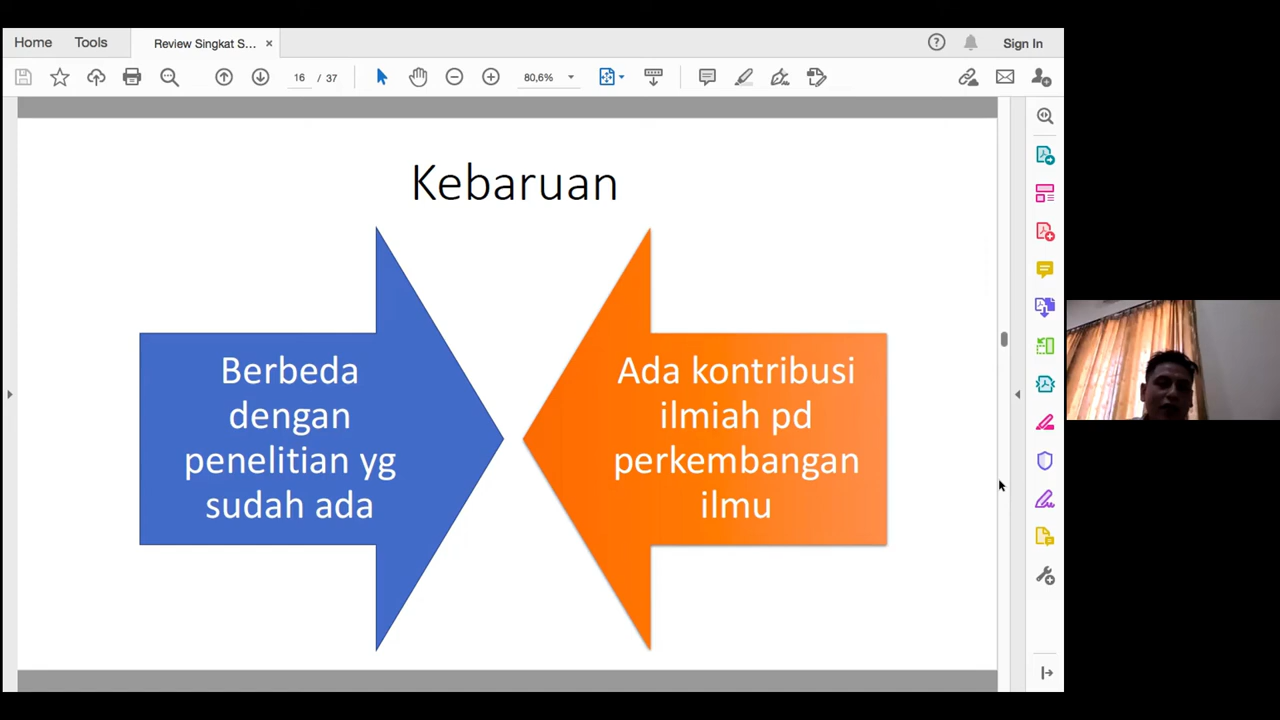 Home Tools Review Singkat S... × Sign In
16 / 37 80,6%
Kebaruan
Berbeda
dengan
penelitian yg
sudah ada
Ada kontribusi
ilmiah pd
perkembangan
ilmu